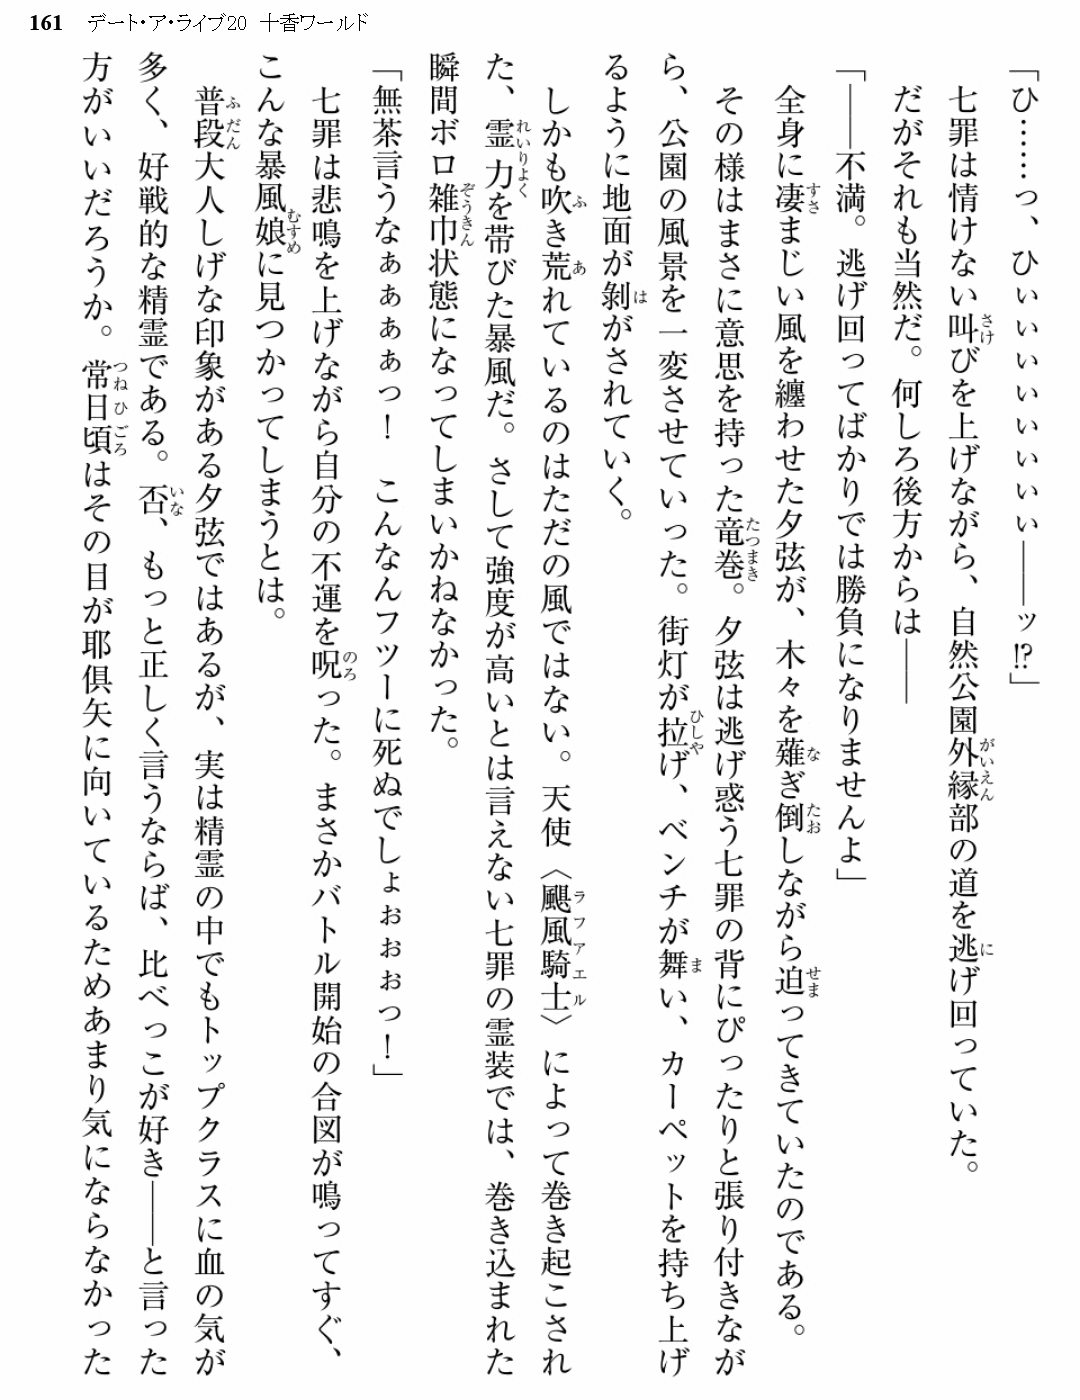 161 デート・ア・ライブ20 十香ワールド
「ひ……っ、ひぃぃぃぃぃぃぃぃ――ッ!?」
七罪は情けない叫びを上げながら、自然公園外縁部の道を逃げ回っていた。
だがそれも当然だ。何しろ後方からは――
「――不満。逃げ回ってばかりでは勝負になりませんよ」
全身に凄まじい風を纏わせた夕弦が、木々を薙ぎ倒しながら迫ってきていたのである。
その様はまさに意思を持った竜巻。夕弦は逃げ惑う七罪の背にぴったりと張り付きなが
ら、公園の風景を一変させていった。街灯が拉げ、ベンチが舞い、カーペットを持ち上げ
るように地面が剝がされていく。
しかも吹き荒れているのはただの風ではない。天使〈颶風騎士〉によって巻き起こされ
た、霊力を帯びた暴風だ。さして強度が高いとは言えない七罪の霊装では、巻き込まれた
瞬間ボロ雑巾状態になってしまいかねなかった。
「無茶言うなぁぁぁぁっ! こんなんフツーに死ぬでしょぉぉぉっ!」
七罪は悲鳴を上げながら自分の不運を呪った。まさかバトル開始の合図が鳴ってすぐ、
こんな暴風娘に見つかってしまうとは。
普段大人しげな印象がある夕弦ではあるが、実は精霊の中でもトップクラスに血の気が
多く、好戦的な精霊である。否、もっと正しく言うならば、比べっこが好き――と言った
方がいいだろうか。常日頃はその目が耶倶矢に向いているためあまり気にならなかった